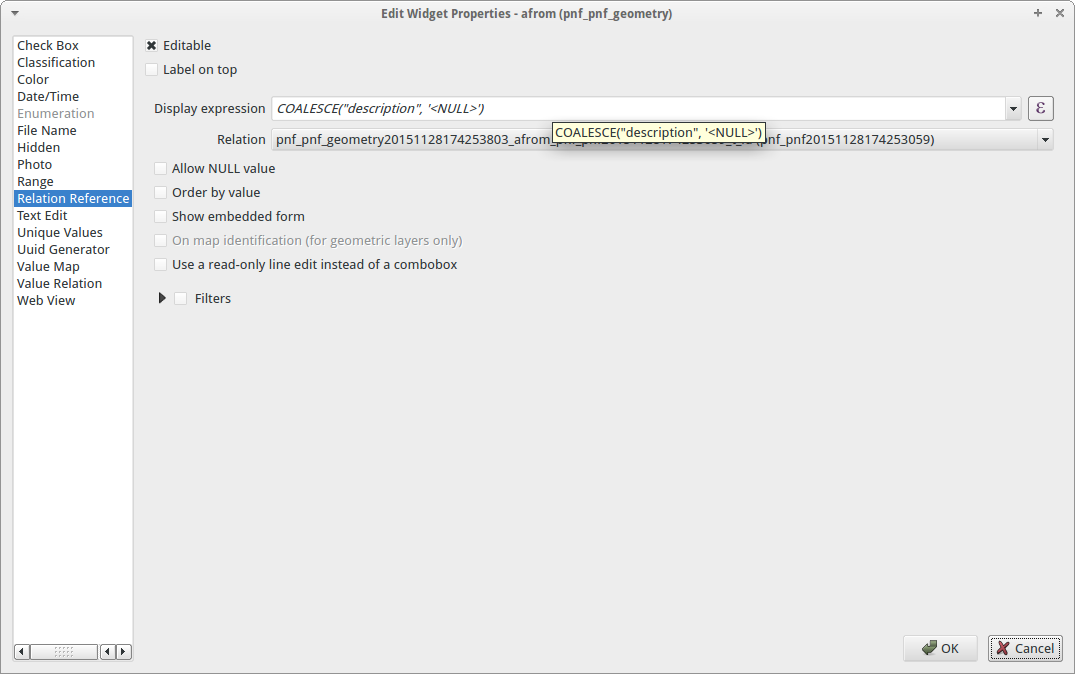 Edit Widget Properties - afrom (pnf_pnf_geometry)
Check Box
Classification
Color
Date/Time
Enumeration
File Name
Hidden
Photo
Range
Relation Reference
Text Edit
Unique Values
Uuid Generator
Value Map
Value Relation
Web View
Editable
Label on top
Display expression COALESCE("description", '<NULL>') ε
COALESCE("description", '<NULL>')
Relation pnf_pnf_geometry20151128174253803_afrom_ (pnf_pnf20151128174253059)
Allow NULL value
Order by value
Show embedded form
On map identification (for geometric layers only)
Use a read-only line edit instead of a combobox
Filters
OK
Cancel